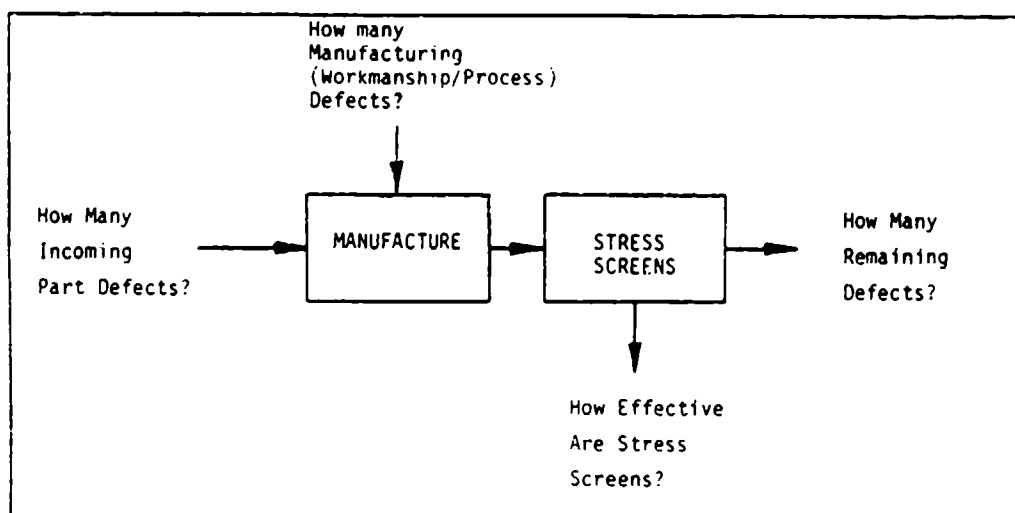 How many
Manufacturing
(Workmanship/Process)
Defects?
How Many
Incoming
Part Defects?
MANUFACTURE
STRESS
SCREENS
How Many
Remaining
Defects?
How Effective
Are Stress
Screens?